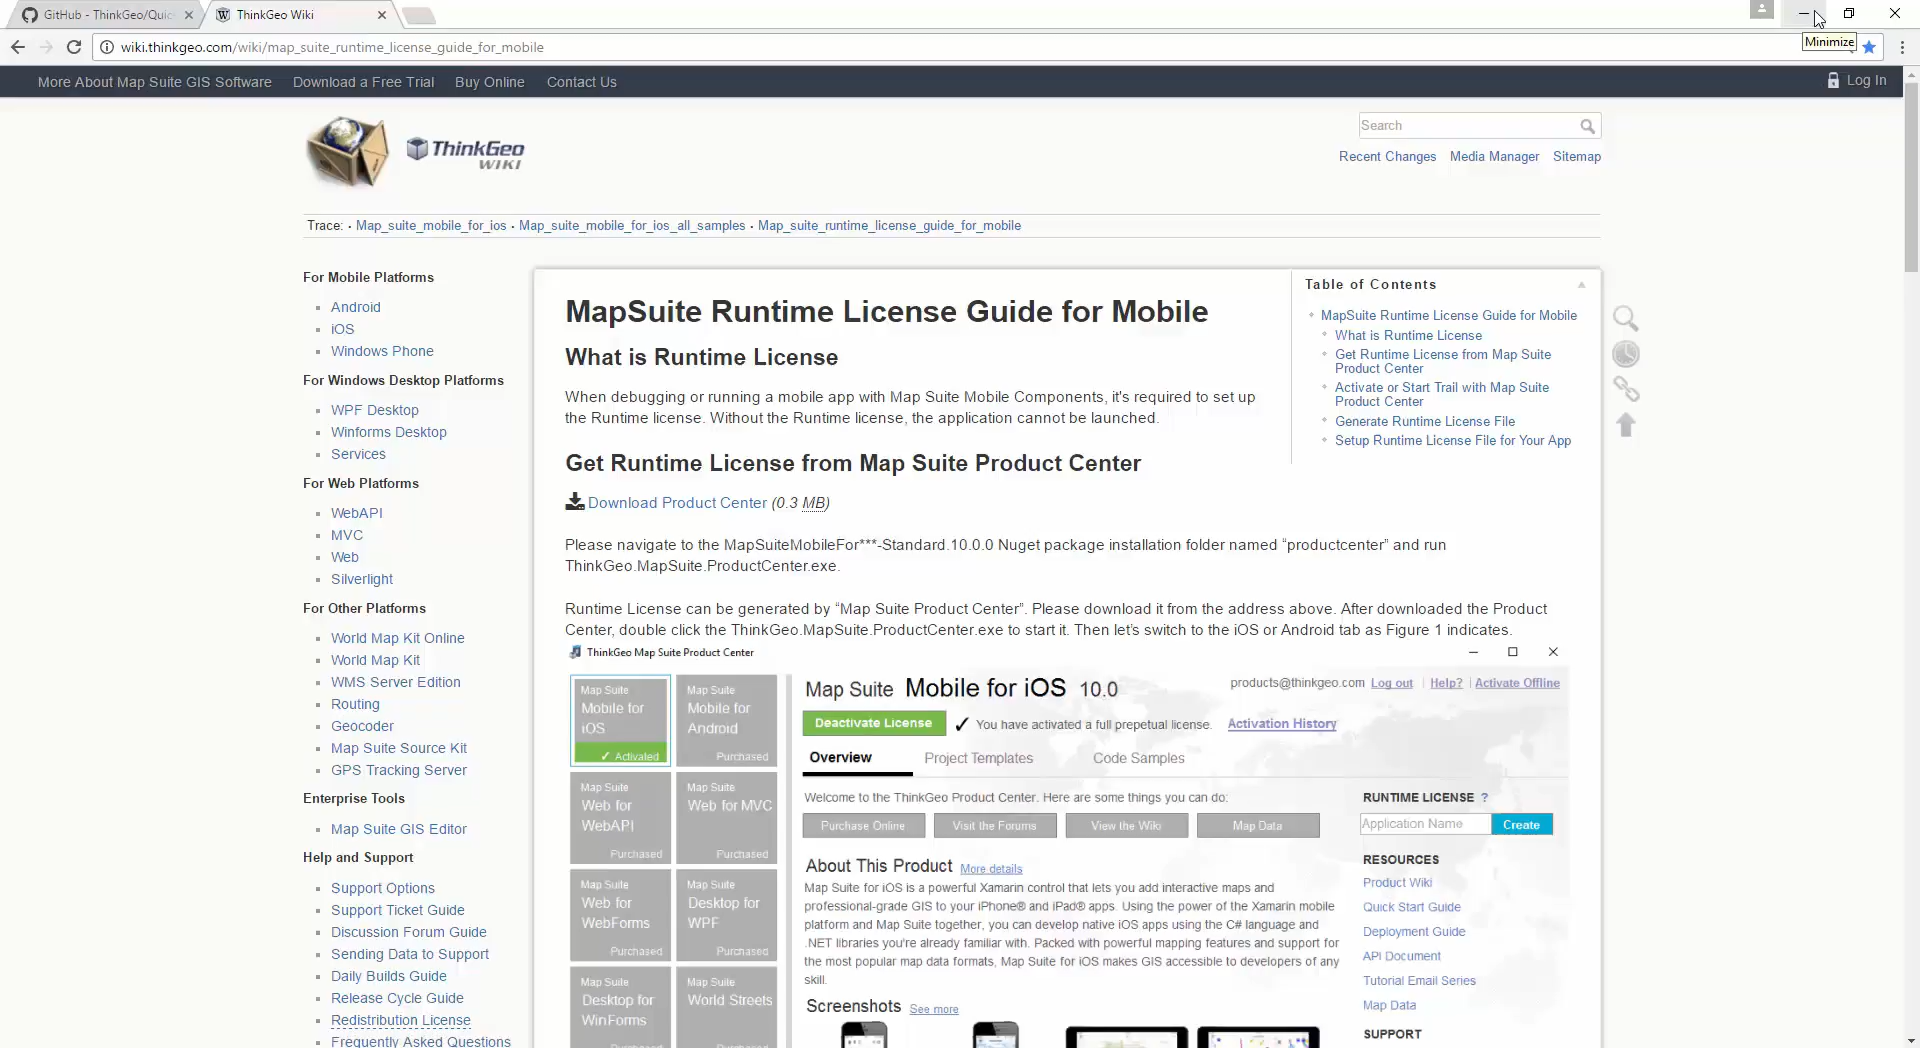 GitHub - ThinkGeo/Quic
ThinkGeo Wiki
wiki.thinkgeo.com/wiki/map_suite_runtime_license_guide_for_mobile
Minimize
More About Map Suite GIS Software
Download a Free Trial
Buy Online
Contact Us
Log In
ThinkGeo
WIKI
Search
Recent Changes
Media Manager
Sitemap
Trace: • Map_suite_mobile_for_ios • Map_suite_mobile_for_ios_all_samples • Map_suite_runtime_license_guide_for_mobile
For Mobile Platforms
Android
iOS
Windows Phone
For Windows Desktop Platforms
WPF Desktop
Winforms Desktop
Services
For Web Platforms
WebAPI
MVC
Web
Silverlight
For Other Platforms
World Map Kit Online
World Map Kit
WMS Server Edition
Routing
Geocoder
Map Suite Source Kit
GPS Tracking Server
Enterprise Tools
Map Suite GIS Editor
Help and Support
Support Options
Support Ticket Guide
Discussion Forum Guide
Sending Data to Support
Daily Builds Guide
Release Cycle Guide
Redistribution License
Frequently Asked Questions
MapSuite Runtime License Guide for Mobile
What is Runtime License
When debugging or running a mobile app with Map Suite Mobile Components, it's required to set up
the Runtime license. Without the Runtime license, the application cannot be launched.
Get Runtime License from Map Suite Product Center
Download Product Center (0.3 MB)
Please navigate to the MapSuiteMobileFor***-Standard.10.0.0 Nuget package installation folder named “productcenter” and run
ThinkGeo.MapSuite.ProductCenter.exe.
Runtime License can be generated by “Map Suite Product Center”. Please download it from the address above. After downloaded the Product
Center, double click the ThinkGeo.MapSuite.ProductCenter.exe to start it. Then let’s switch to the iOS or Android tab as Figure 1 indicates.
Table of Contents
MapSuite Runtime License Guide for Mobile
What is Runtime License
Get Runtime License from Map Suite
Product Center
Activate or Start Trail with Map Suite
Product Center
Generate Runtime License File
Setup Runtime License File for Your App
ThinkGeo Map Suite Product Center
Map Suite
Mobile for
iOS
✓ Activated
Map Suite
Mobile for
Android
Purchased
Map Suite
Web for
WebAPI
Purchased
Map Suite
Web for MVC
Purchased
Map Suite
Web for
WebForms
Purchased
Map Suite
Desktop for
WPF
Purchased
Map Suite
Desktop for
WinForms
Map Suite
World Streets
Map Suite Mobile for iOS 10.0
products@thinkgeo.com Log out | Help? | Activate Offline
Deactivate License ✓ You have activated a full prepetual license. Activation History
Overview
Project Templates
Code Samples
Welcome to the ThinkGeo Product Center. Here are some things you can do:
Purchase Online
Visit the Forums
View the Wiki
Map Data
About This Product More details
Map Suite for iOS is a powerful Xamarin control that lets you add interactive maps and
professional-grade GIS to your iPhone® and iPad® apps. Using the power of the Xamarin mobile
platform and Map Suite together, you can develop native iOS apps using the C# language and
.NET libraries you're already familiar with. Packed with powerful mapping features and support for
the most popular map data formats, Map Suite for iOS makes GIS accessible to developers of any
skill.
Screenshots See more
RUNTIME LICENSE ?
Application Name
Create
RESOURCES
Product Wiki
Quick Start Guide
Deployment Guide
API Document
Tutorial Email Series
Map Data
SUPPORT